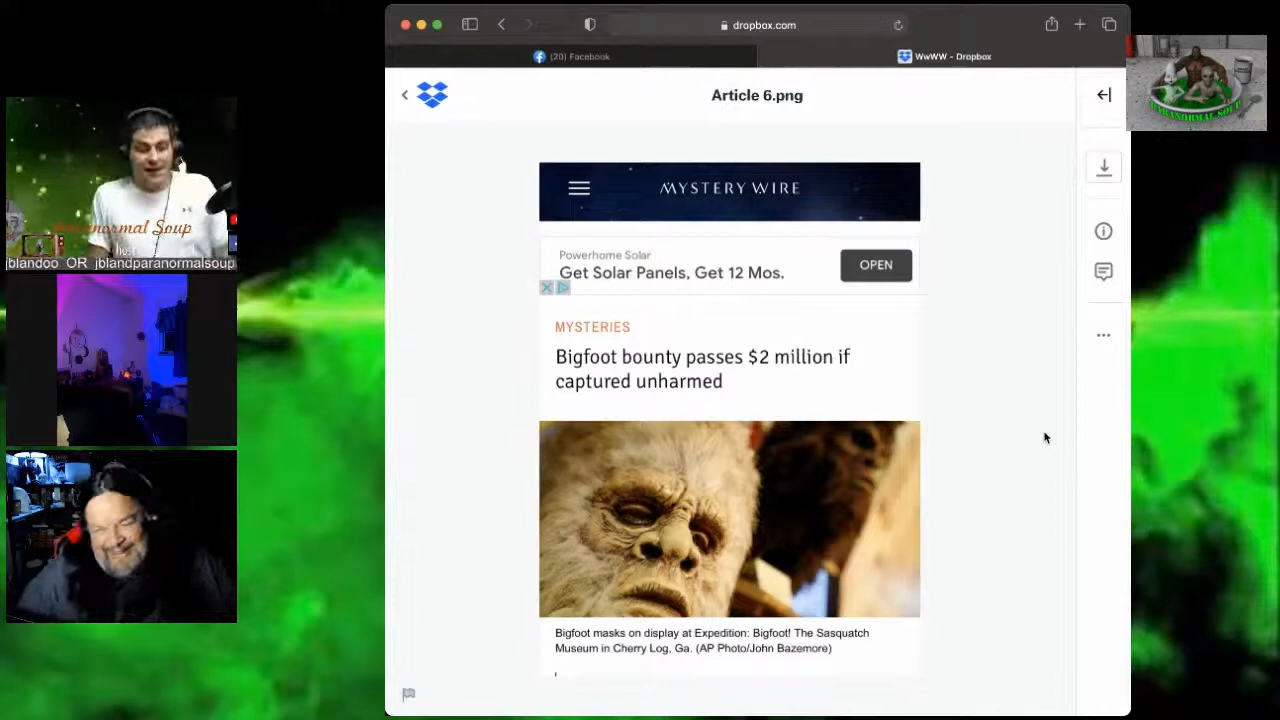 dropbox.com
(20) Facebook
WwWW - Dropbox
Article 6.png
MYSTERY WIRE
Powerhome Solar
Get Solar Panels, Get 12 Mos.
OPEN
MYSTERIES
Bigfoot bounty passes $2 million if
captured unharmed
Bigfoot masks on display at Expedition: Bigfoot! The Sasquatch
Museum in Cherry Log, Ga. (AP Photo/John Bazemore)
Paranormal Soup
host
jblandoo OR jblandparanormalsoup
PARANORMAL SOUP